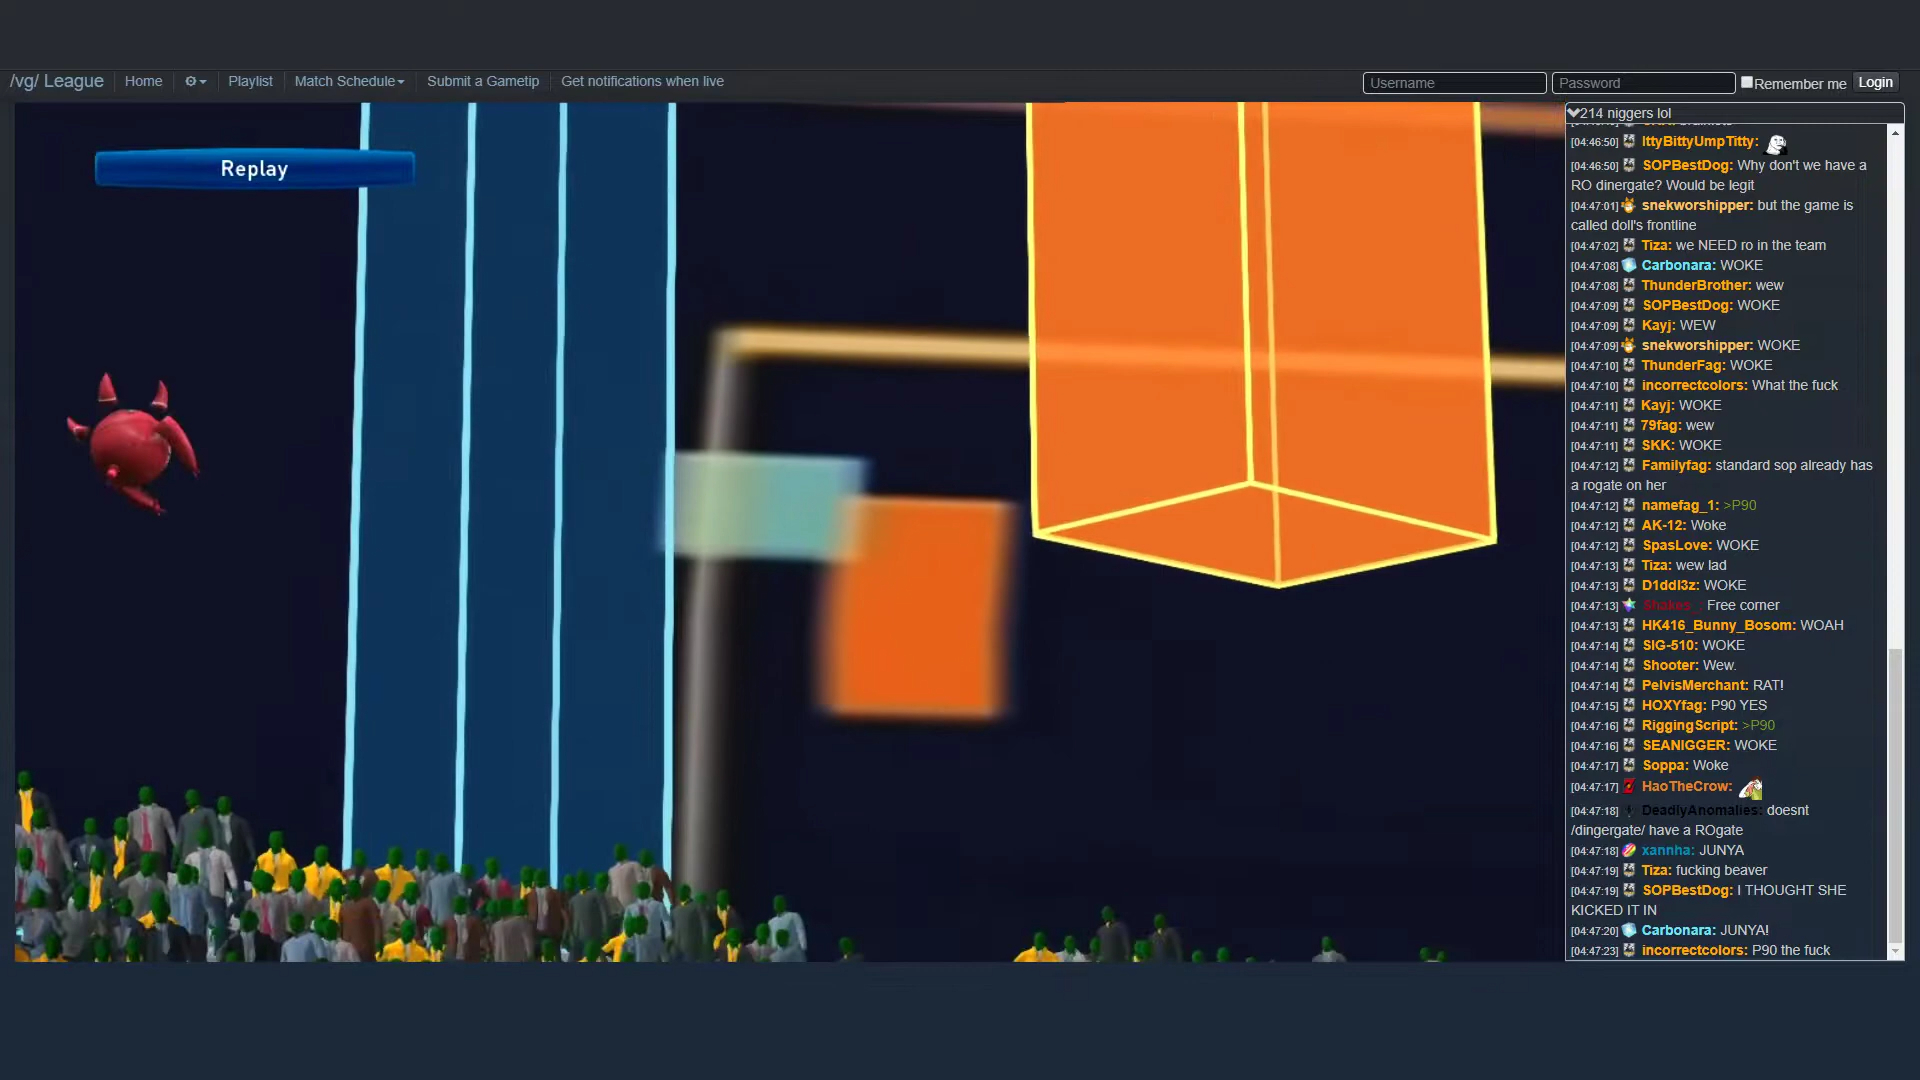 /vg/ League Home Playlist Match Schedule Submit a Gametip Get notifications when live Username Password Remember me Login
Replay
214 niggers lol
[04:46:50] IttyBittyUmpTitty:
[04:46:50] SOPBestDog: Why don't we have a
RO dinergate? Would be legit
[04:47:01] snekworshipper: but the game is
called doll's frontline
[04:47:02] Tiza: we NEED ro in the team
[04:47:08] Carbonara: WOKE
[04:47:08] ThunderBrother: wew
[04:47:09] SOPBestDog: WOKE
[04:47:09] Kayj: WEW
[04:47:09] snekworshipper: WOKE
[04:47:10] ThunderFag: WOKE
[04:47:10] incorrectcolors: What the fuck
[04:47:11] Kayj: WOKE
[04:47:11] 79fag: wew
[04:47:11] SKK: WOKE
[04:47:12] Familyfag: standard sop already has
a rogate on her
[04:47:12] namefag_1: >P90
[04:47:12] AK-12: Woke
[04:47:12] SpasLove: WOKE
[04:47:13] Tiza: wew lad
[04:47:13] D1ddl3z: WOKE
[04:47:13] Shakes_: Free corner
[04:47:13] HK416_Bunny_Bosom: WOAH
[04:47:14] SIG-510: WOKE
[04:47:14] Shooter: Wew.
[04:47:14] PelvisMerchant: RAT!
[04:47:15] HOXYfag: P90 YES
[04:47:16] RiggingScript: >P90
[04:47:16] SEANIGGER: WOKE
[04:47:17] Soppa: Woke
[04:47:17] HaoTheCrow:
[04:47:18] DeadlyAnomalies: doesnt
/dingergate/ have a ROgate
[04:47:18] xannha: JUNYA
[04:47:19] Tiza: fucking beaver
[04:47:19] SOPBestDog: I THOUGHT SHE
KICKED IT IN
[04:47:20] Carbonara: JUNYA!
[04:47:23] incorrectcolors: P90 the fuck